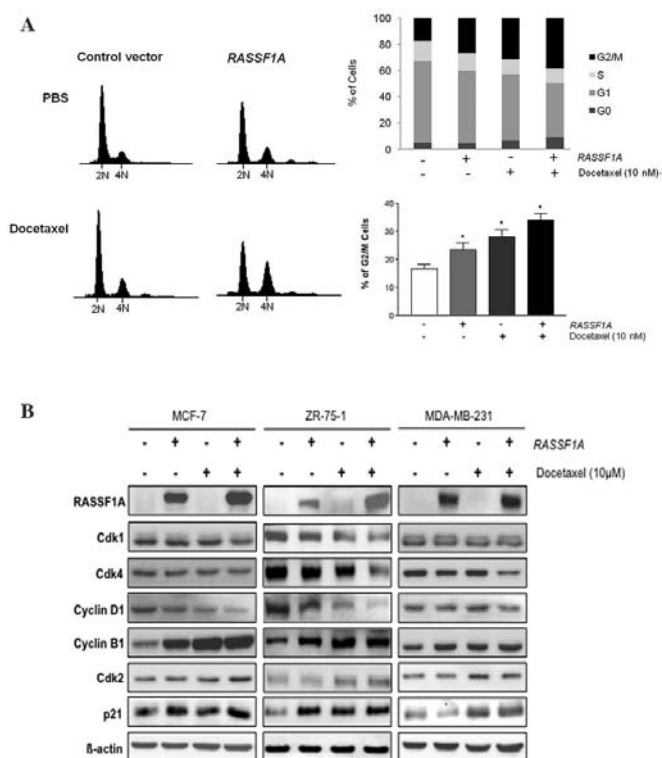 A
Control vector
RASSF1A
PBS
2N 4N
2N 4N
Docetaxel
2N 4N
2N 4N
% of Cells
100
80
60
40
20
0
G2/M
S
G1
G0
- + - + RASSF1A
- - + + Docetaxel (10 nM)
% of G2/M Cells
40
30
20
10
0
* * *
- + - + RASSF1A
- - + + Docetaxel (10 nM)
B
MCF-7 ZR-75-1 MDA-MB-231
- + - + - + - + - + - + RASSF1A
- - + + - - + + - - + + Docetaxel (10µM)
RASSF1A
Cdk1
Cdk4
Cyclin D1
Cyclin B1
Cdk2
p21
ß-actin